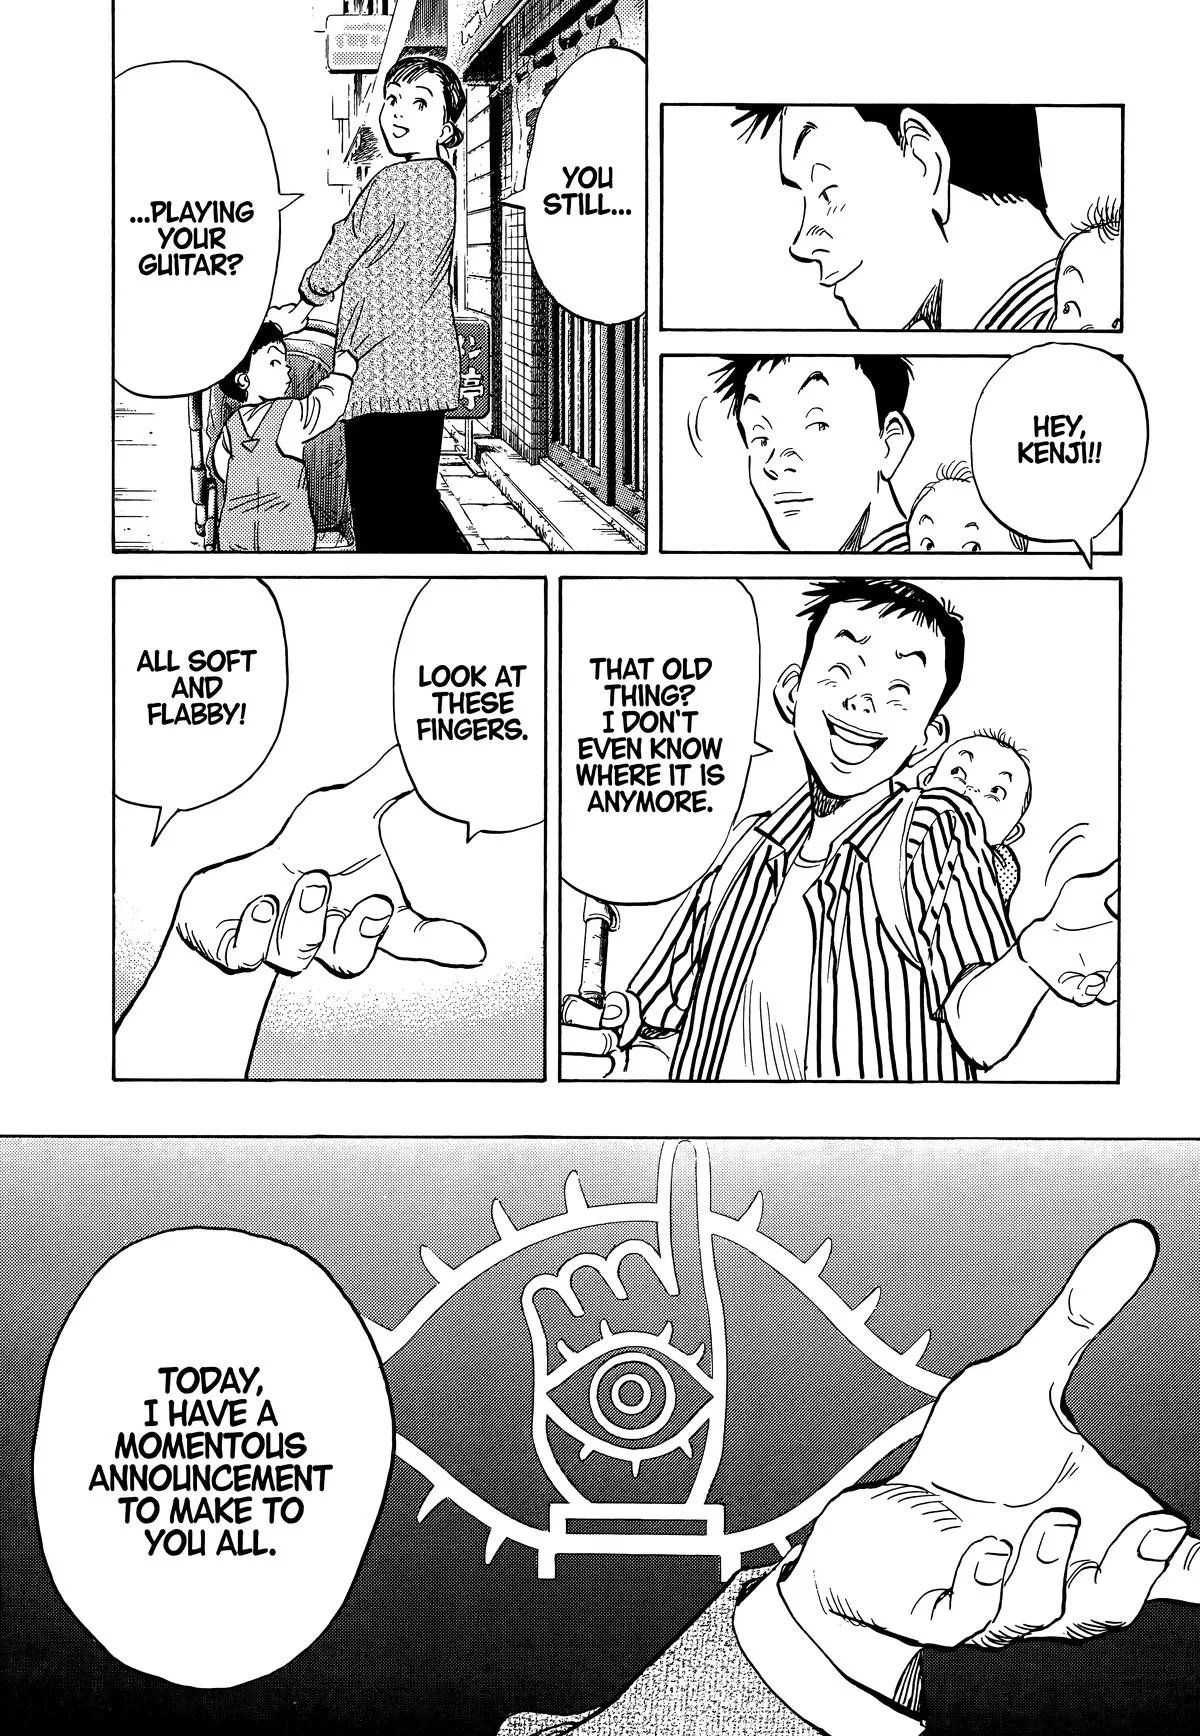 HEY,
KENJI!!
YOU
STILL...
...PLAYING
YOUR
GUITAR?
THAT OLD
THING?
I DON'T
EVEN KNOW
WHERE IT IS
ANYMORE.
LOOK AT
THESE
FINGERS.
ALL SOFT
AND
FLABBY!
TODAY,
I HAVE A
MOMENTOUS
ANNOUNCEMENT
TO MAKE TO
YOU ALL.